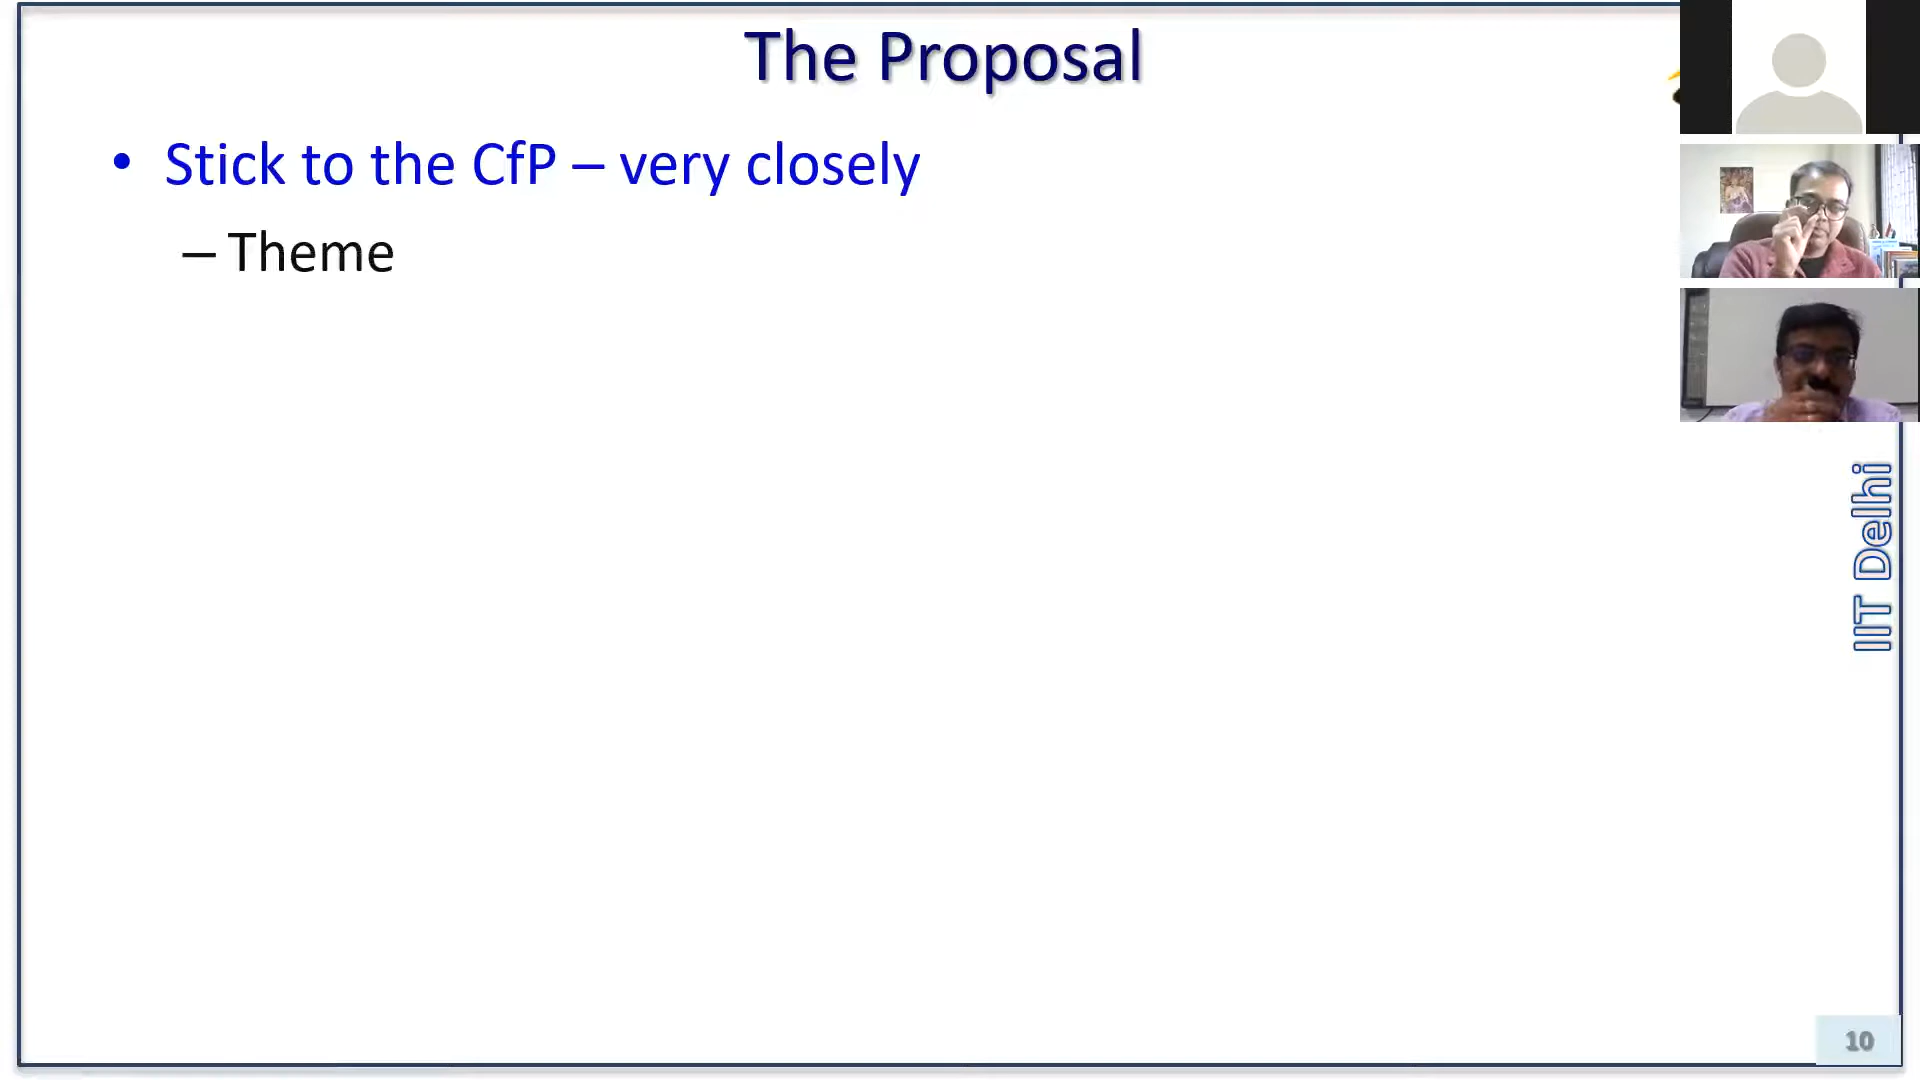 The Proposal
• Stick to the CfP – very closely
– Theme
IIT Delhi
10